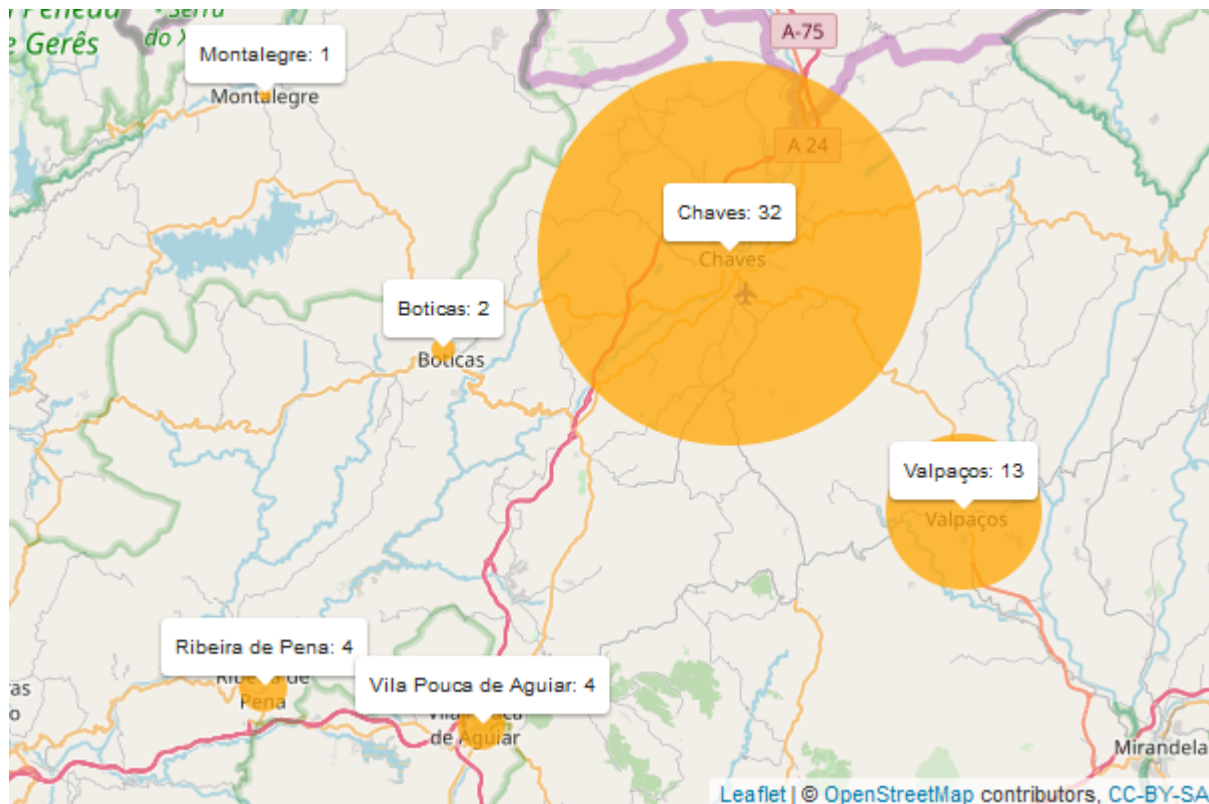 Serra
e Gerês
do X
A-75
Montalegre: 1
Montalegre
A 24
Chaves: 32
Chaves
Boticas: 2
Boticas
Valpaços: 13
Valpaços
Ribeira de Pena: 4
Ribeira de
Pena
Vila Pouca de Aguiar: 4
de Aguiar
ras
o
Mirandela
Leaflet | © OpenStreetMap contributors, CC-BY-SA